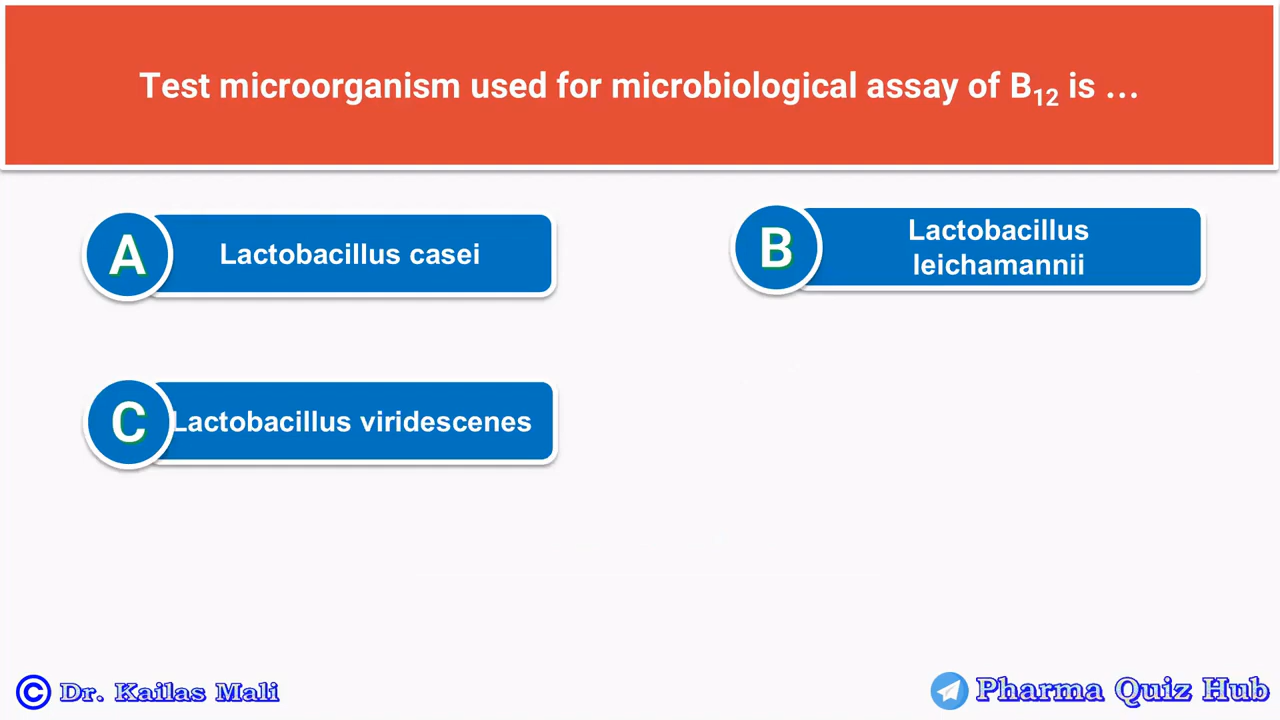 Test microorganism used for microbiological assay of B₁₂ is ...
A
Lactobacillus casei
B
Lactobacillus
leichamannii
C
Lactobacillus viridescenes
© Dr. Kailas Mali
Pharma Quiz Hub